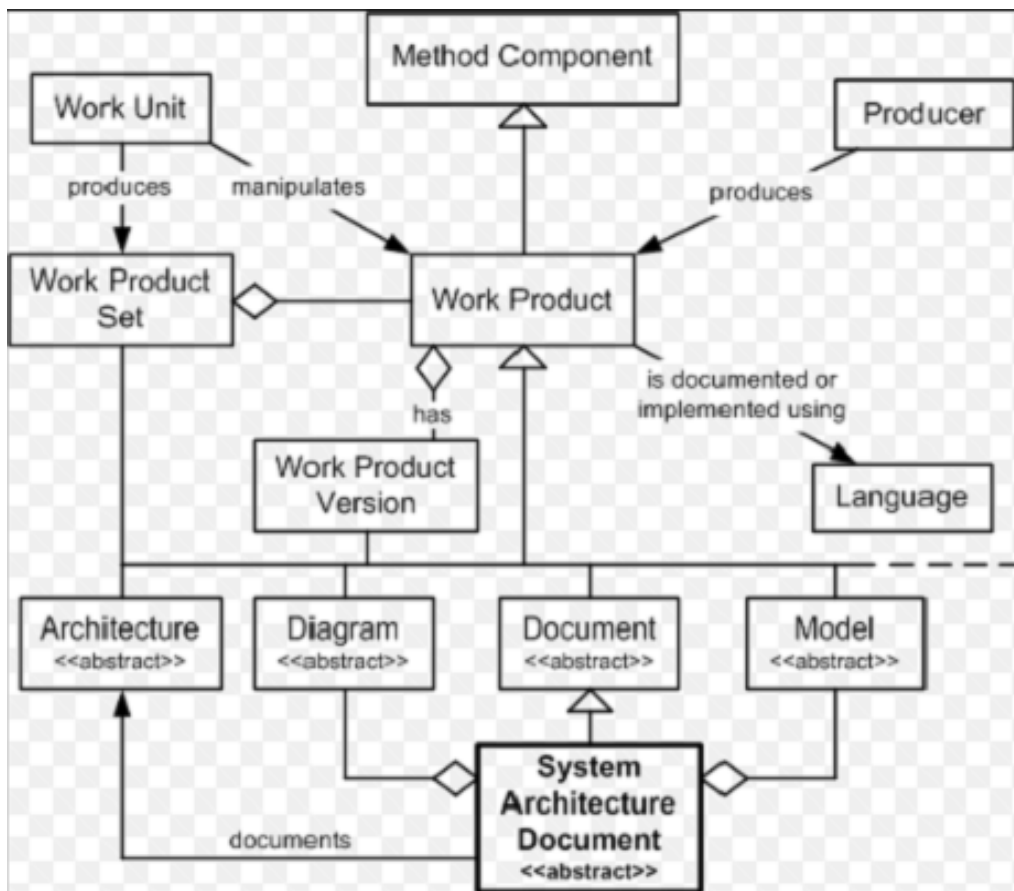 Method Component
Work Unit
Producer
produces
manipulates
produces
Work Product
Set
Work Product
is documented or
implemented using
has
Work Product
Version
Language
Architecture
<<abstract>>
Diagram
<<abstract>>
Document
<<abstract>>
Model
<<abstract>>
System
Architecture
Document
<<abstract>>
documents